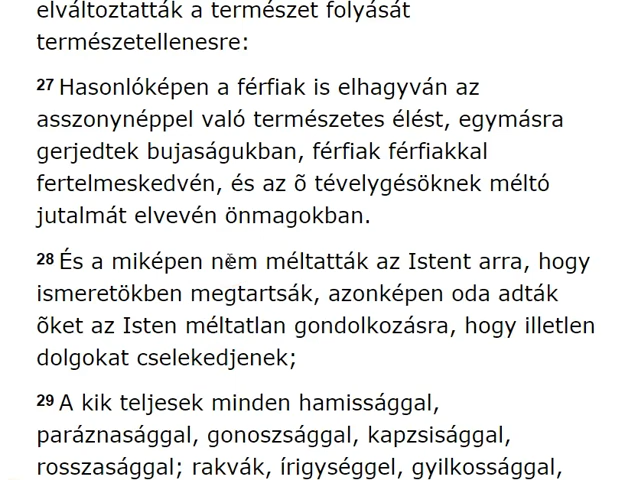 elváltoztatták a természet folyását
természetellenesre:
27 Hasonlóképen a férfiak is elhagyván az
asszonynéppel való természetes élést, egymásra
gerjedtek bujaságukban, férfiak férfiakkal
fertelmeskedvén, és az õ tévelygésöknek méltó
jutalmát elvevén önmagokban.
28 És a miképen nem méltatták az Istent arra, hogy
ismeretökben megtartsák, azonképen oda adták
õket az Isten méltatlan gondolkozásra, hogy illetlen
dolgokat cselekedjenek;
29 A kik teljesek minden hamissággal,
paráznasággal, gonoszsággal, kapzsisággal,
rosszasággal; rakvák, írigységgel, gyilkossággal,